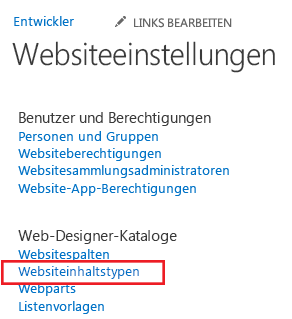 Entwickler LINKS BEARBEITEN
Websiteeinstellungen
Benutzer und Berechtigungen
Personen und Gruppen
Websiteberechtigungen
Websitesammlungsadministratoren
Website-App-Berechtigungen
Web-Designer-Kataloge
Websitespalten
Websiteinhaltstypen
Webparts
Listenvorlagen